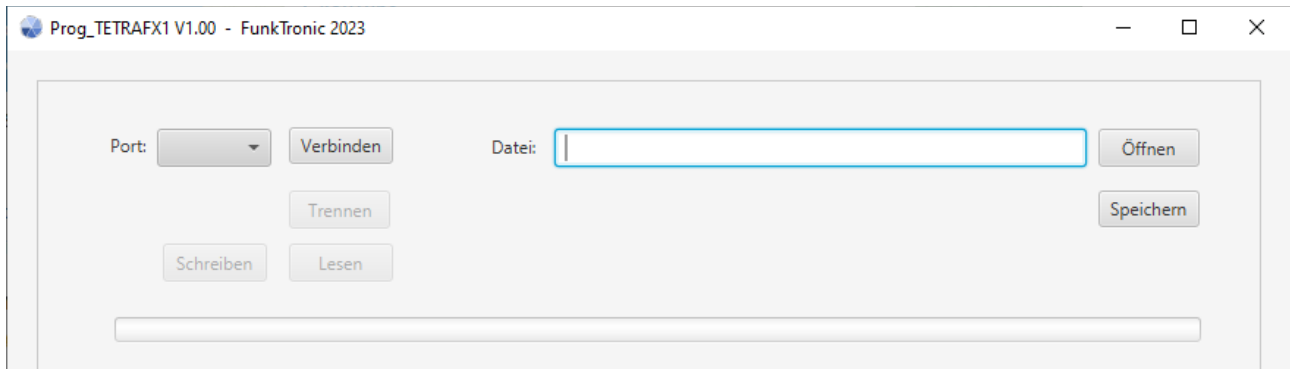 Prog_TETRAFX1 V1.00 - FunkTronic 2023
Port:
Verbinden
Datei:
Öffnen
Trennen
Speichern
Schreiben
Lesen